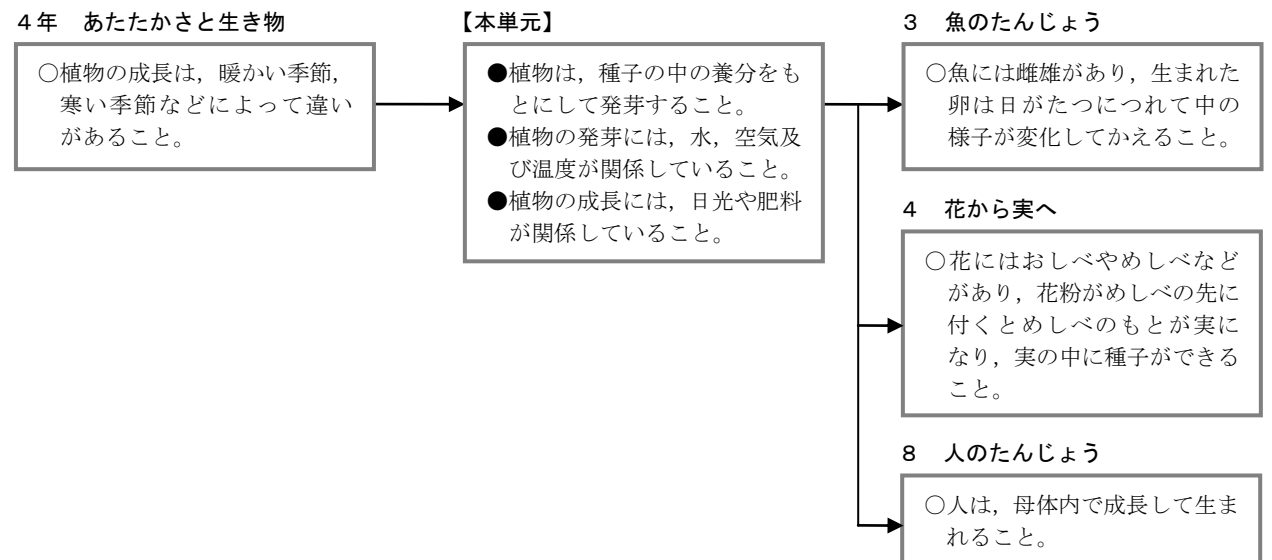 ４年　あたたかさと生き物
○植物の成長は，暖かい季節，
寒い季節などによって違い
があること。
【本単元】
●植物は，種子の中の養分をも
とにして発芽すること。
●植物の発芽には，水，空気及
び温度が関係していること。
●植物の成長には，日光や肥料
が関係していること。
３　魚のたんじょう
○魚には雌雄があり，生まれた
卵は日がたつにつれて中の
様子が変化してかえること。
４　花から実へ
○花にはおしべやめしべなど
があり，花粉がめしべの先に
付くとめしべのもとが実に
なり，実の中に種子ができる
こと。
８　人のたんじょう
○人は，母体内で成長して生ま
れること。